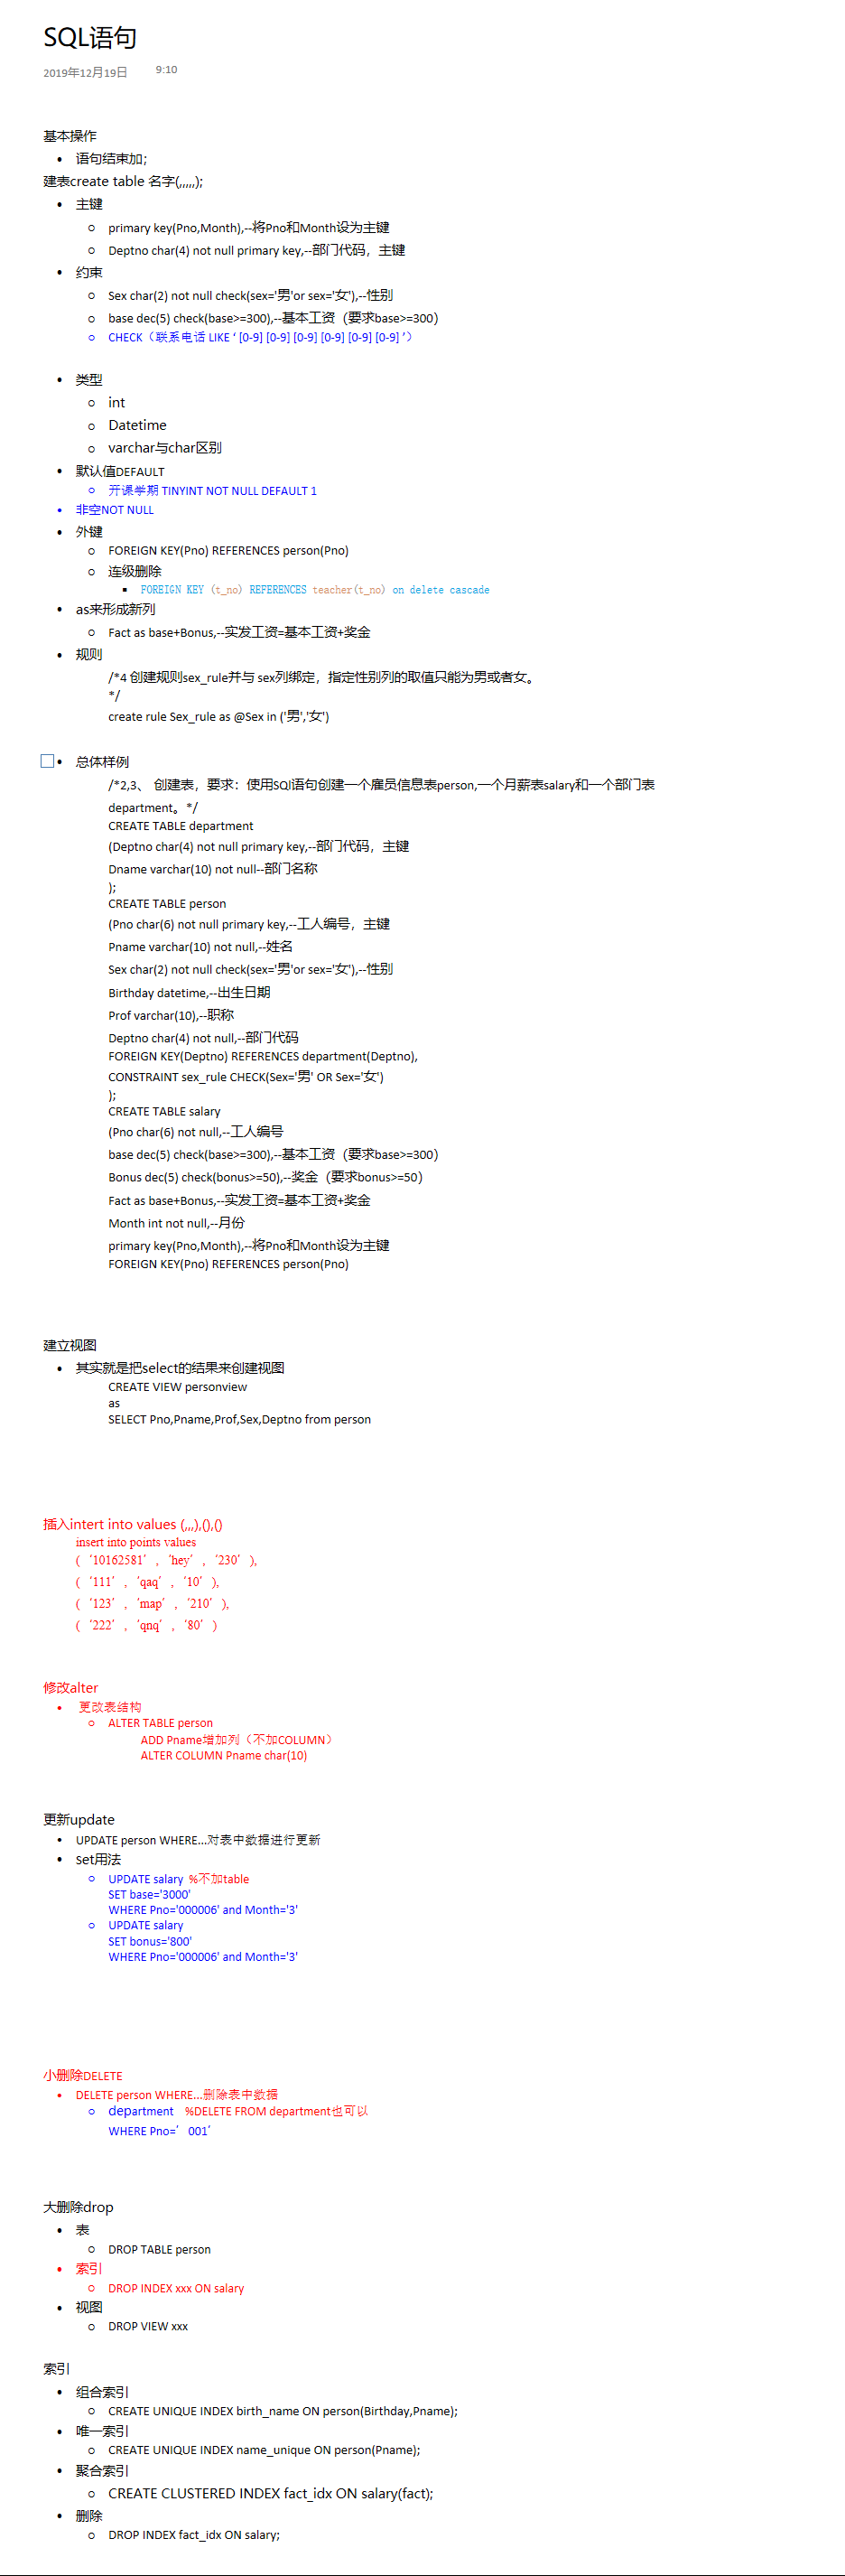 SQL语句
2019年12月19日 9:10
基本操作
• 语句结束加;
建表create table 名字(,,,,,);
• 主键
○ primary key(Pno,Month),--将Pno和Month设为主键
○ Deptno char(4) not null primary key,--部门代码，主键
• 约束
○ Sex char(2) not null check(sex='男'or sex='女'),--性别
○ base dec(5) check(base>=300),--基本工资（要求base>=300）
○ CHECK（联系电话 LIKE ‘ [0-9] [0-9] [0-9] [0-9] [0-9] [0-9] ’）
• 类型
○ int
○ Datetime
○ varchar与char区别
• 默认值DEFAULT
○ 开课学期 TINYINT NOT NULL DEFAULT 1
• 非空NOT NULL
• 外键
○ FOREIGN KEY(Pno) REFERENCES person(Pno)
○ 连级删除
▪ FOREIGN KEY (t_no) REFERENCES teacher(t_no) on delete cascade
• as来形成新列
○ Fact as base+Bonus,--实发工资=基本工资+奖金
• 规则
/*4 创建规则sex_rule并与 sex列绑定，指定性别列的取值只能为男或者女。
*/
create rule Sex_rule as @Sex in ('男','女')
• 总体样例
/*2,3、 创建表，要求：使用SQl语句创建一个雇员信息表person,一个月薪表salary和一个部门表
department。*/
CREATE TABLE department
(Deptno char(4) not null primary key,--部门代码，主键
Dname varchar(10) not null--部门名称
);
CREATE TABLE person
(Pno char(6) not null primary key,--工人编号，主键
Pname varchar(10) not null,--姓名
Sex char(2) not null check(sex='男'or sex='女'),--性别
Birthday datetime,--出生日期
Prof varchar(10),--职称
Deptno char(4) not null,--部门代码
FOREIGN KEY(Deptno) REFERENCES department(Deptno),
CONSTRAINT sex_rule CHECK(Sex='男' OR Sex='女')
);
CREATE TABLE salary
(Pno char(6) not null,--工人编号
base dec(5) check(base>=300),--基本工资（要求base>=300）
Bonus dec(5) check(bonus>=50),--奖金（要求bonus>=50）
Fact as base+Bonus,--实发工资=基本工资+奖金
Month int not null,--月份
primary key(Pno,Month),--将Pno和Month设为主键
FOREIGN KEY(Pno) REFERENCES person(Pno)
建立视图
• 其实就是把select的结果来创建视图
CREATE VIEW personview
as
SELECT Pno,Pname,Prof,Sex,Deptno from person
插入intert into values (,,,),(),()
insert into points values
(‘10162581’,‘hey’,‘230’),
(‘111’,‘qaq’,‘10’),
(‘123’,‘map’,‘210’),
(‘222’,‘qnq’,‘80’)
修改alter
• 更改表结构
○ ALTER TABLE person
ADD Pname增加列（不加COLUMN）
ALTER COLUMN Pname char(10)
更新update
• UPDATE person WHERE...对表中数据进行更新
• set用法
○ UPDATE salary %不加table
SET base='3000'
WHERE Pno='000006' and Month='3'
○ UPDATE salary
SET bonus='800'
WHERE Pno='000006' and Month='3'
小删除DELETE
• DELETE person WHERE...删除表中数据
○ department %DELETE FROM department也可以
WHERE Pno=’001’
大删除drop
• 表
○ DROP TABLE person
• 索引
○ DROP INDEX xxx ON salary
• 视图
○ DROP VIEW xxx
索引
• 组合索引
○ CREATE UNIQUE INDEX birth_name ON person(Birthday,Pname);
• 唯一索引
○ CREATE UNIQUE INDEX name_unique ON person(Pname);
• 聚合索引
○ CREATE CLUSTERED INDEX fact_idx ON salary(fact);
• 删除
○ DROP INDEX fact_idx ON salary;